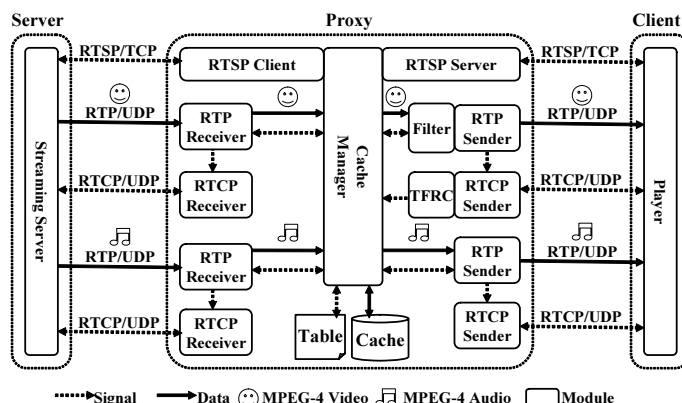 Server
Proxy
Client
RTSP/TCP
RTSP Client
RTSP Server
RTSP/TCP
Streaming Server
RTP/UDP
RTP
Receiver
Cache
Manager
Filter
RTP
Sender
RTP/UDP
Player
RTCP/UDP
RTCP
Receiver
TFRC
RTCP
Sender
RTCP/UDP
RTP/UDP
RTP
Receiver
RTP
Sender
RTP/UDP
RTCP/UDP
RTCP
Receiver
Table
Cache
RTCP
Sender
RTCP/UDP
Signal
Data
MPEG-4 Video
MPEG-4 Audio
Module